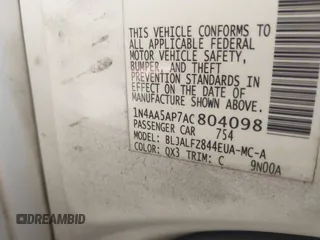 THIS VEHICLE CONFORMS TO
ALL APPLICABLE FEDERAL
MOTOR VEHICLE SAFETY,
BUMPER, AND THEFT
PREVENTION STANDARDS IN
EFFECT ON THE DATE OF
MANUFACTURE SHOWN ABOVE.
1N4AA5AP7AC804098
PASSENGER CAR 754
MODEL: BLJALFZ844EUA-MC-A
COLOR: QX3 TRIM: C 9N00A
DREAMBID